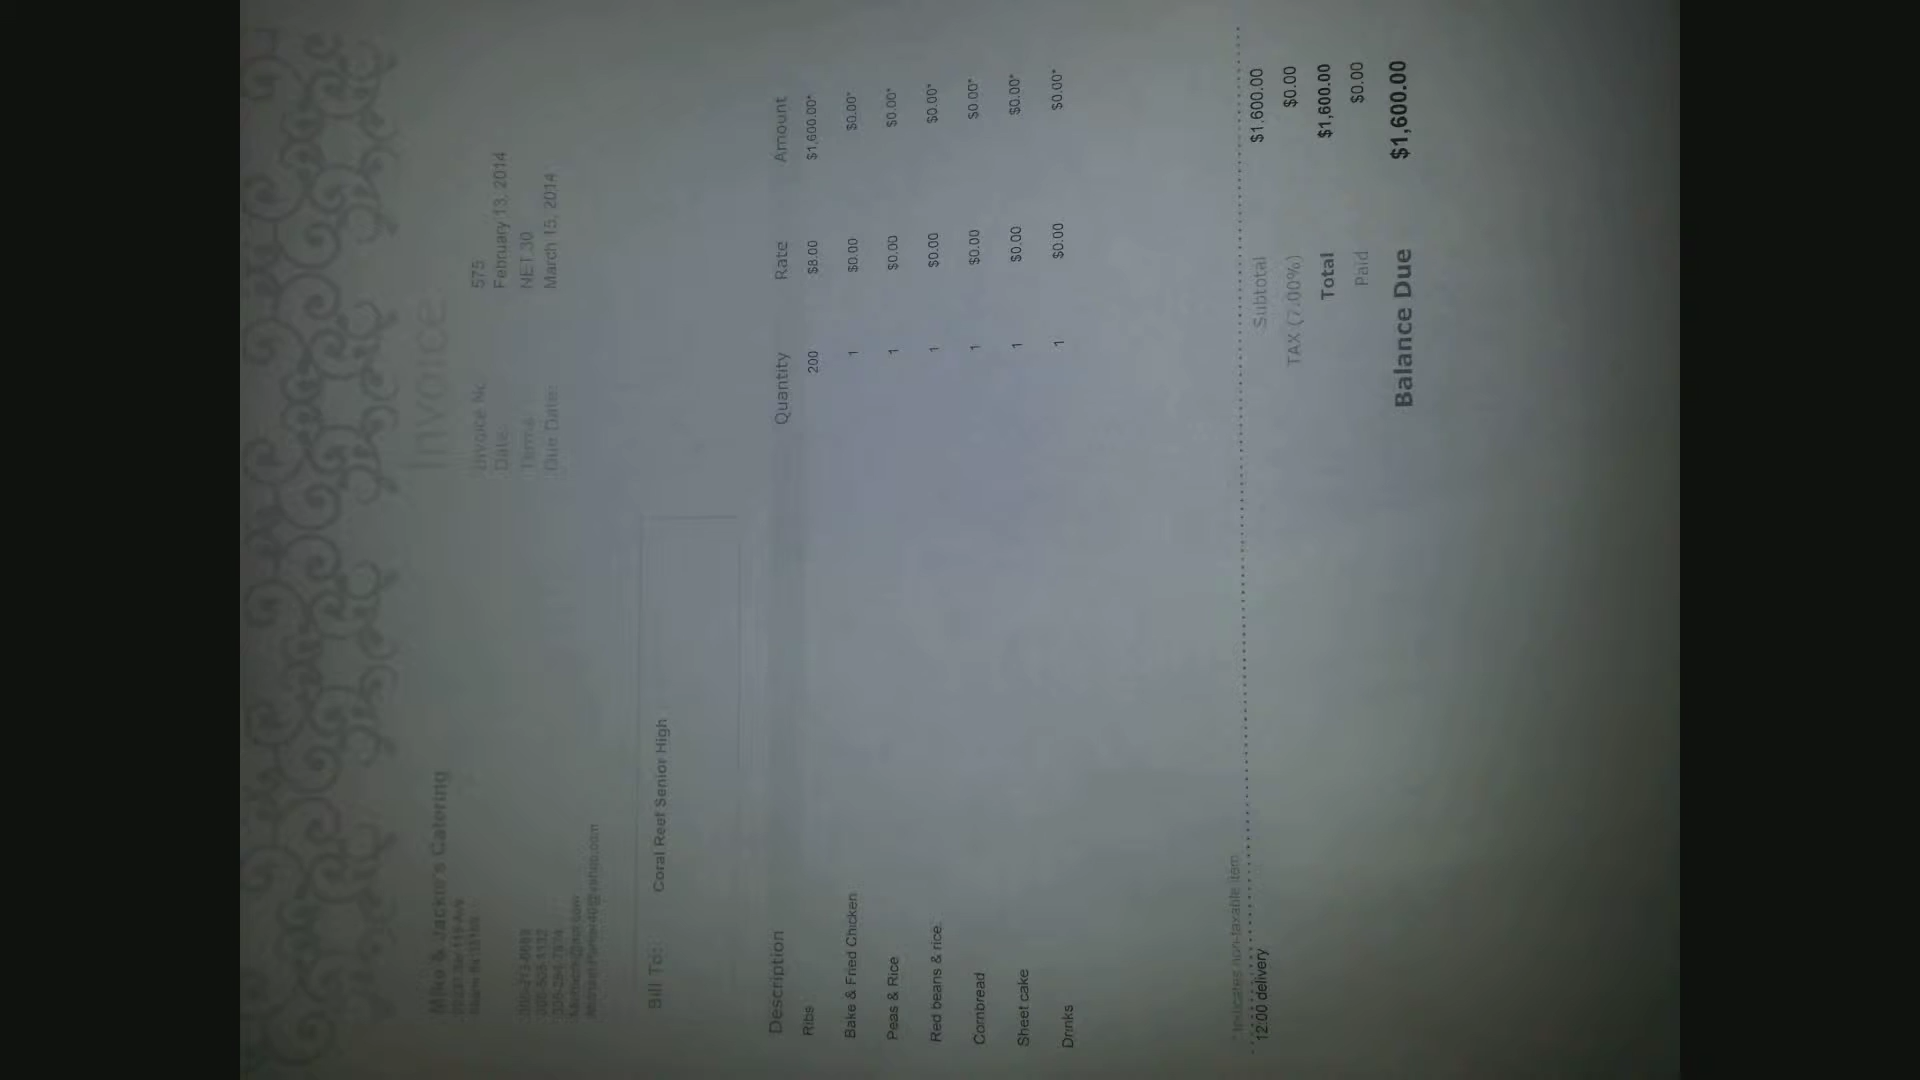 Invoice
Mike & Jackie's Catering
Invoice No. 575
Date: February 13, 2014
Terms: NET 30
Due Date: March 15, 2014
Bill To: Coral Reef Senior High
Description Quantity Rate Amount
Ribs 200 $8.00 $1,600.00*
Bake & Fried Chicken 1 $0.00 $0.00*
Peas & Rice 1 $0.00 $0.00*
Red beans & rice 1 $0.00 $0.00*
Cornbread 1 $0.00 $0.00*
Sheet cake 1 $0.00 $0.00*
Drinks 1 $0.00 $0.00*
* Indicates non-taxable item
12:00 delivery
Subtotal $1,600.00
TAX (7.00%) $0.00
Total $1,600.00
Paid $0.00
Balance Due $1,600.00